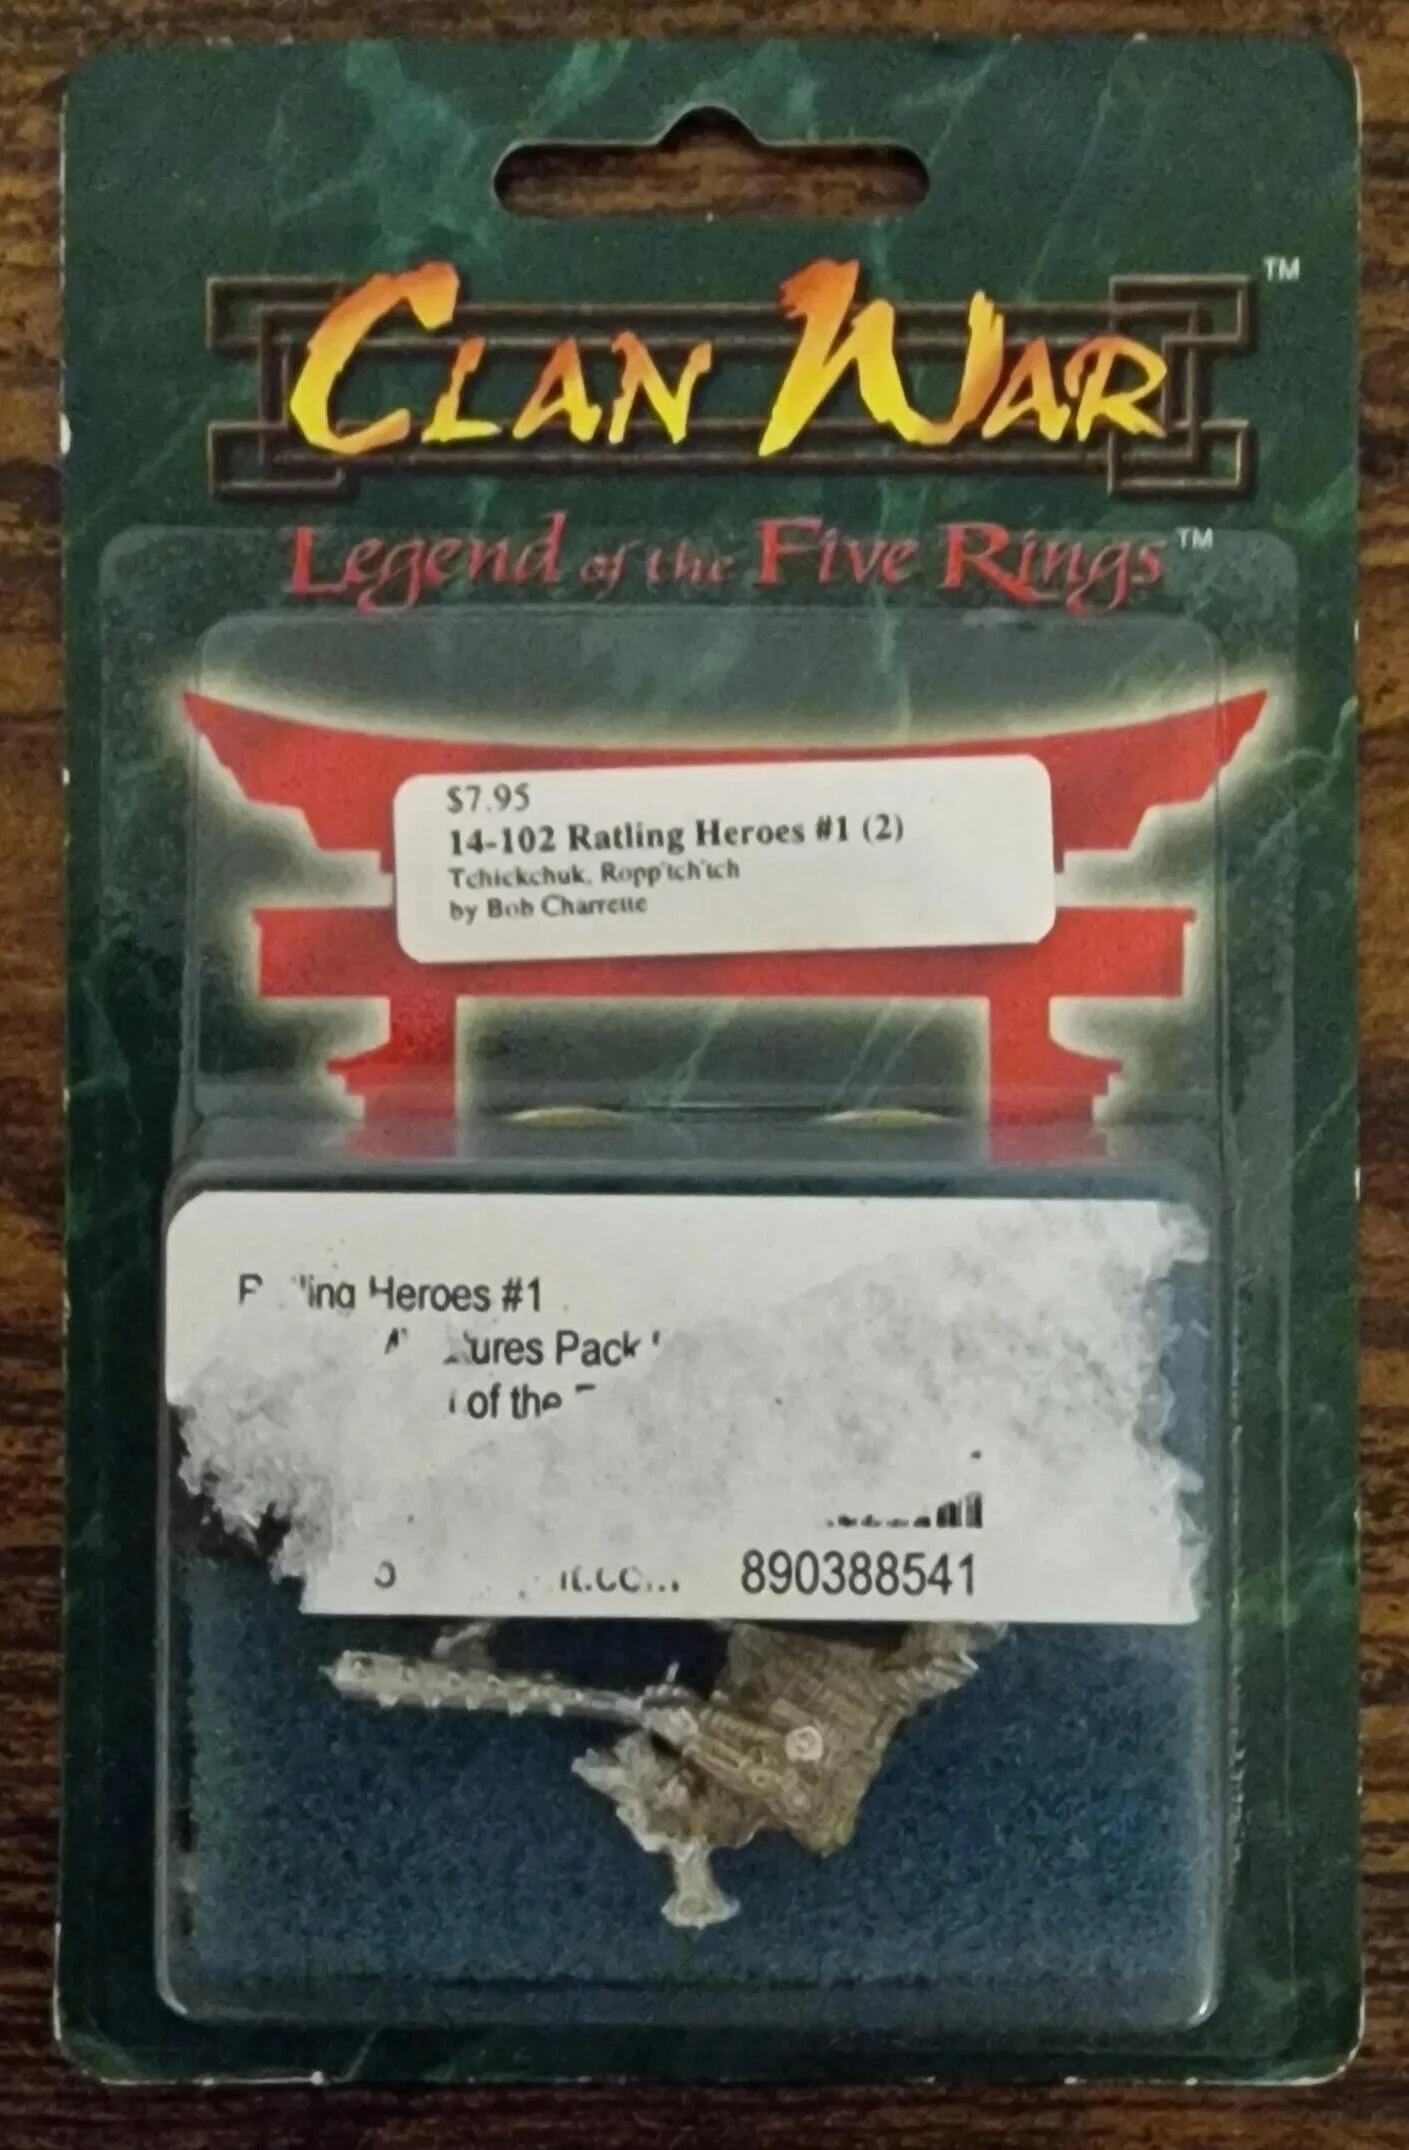 CLAN WAR TM
Legend of the Five Rings TM
$7.95
14-102 Ratling Heroes #1 (2)
Tchickchuk, Ropp'tch'tch
by Bob Charrette
Heroes #1
Pack
of the
890388541